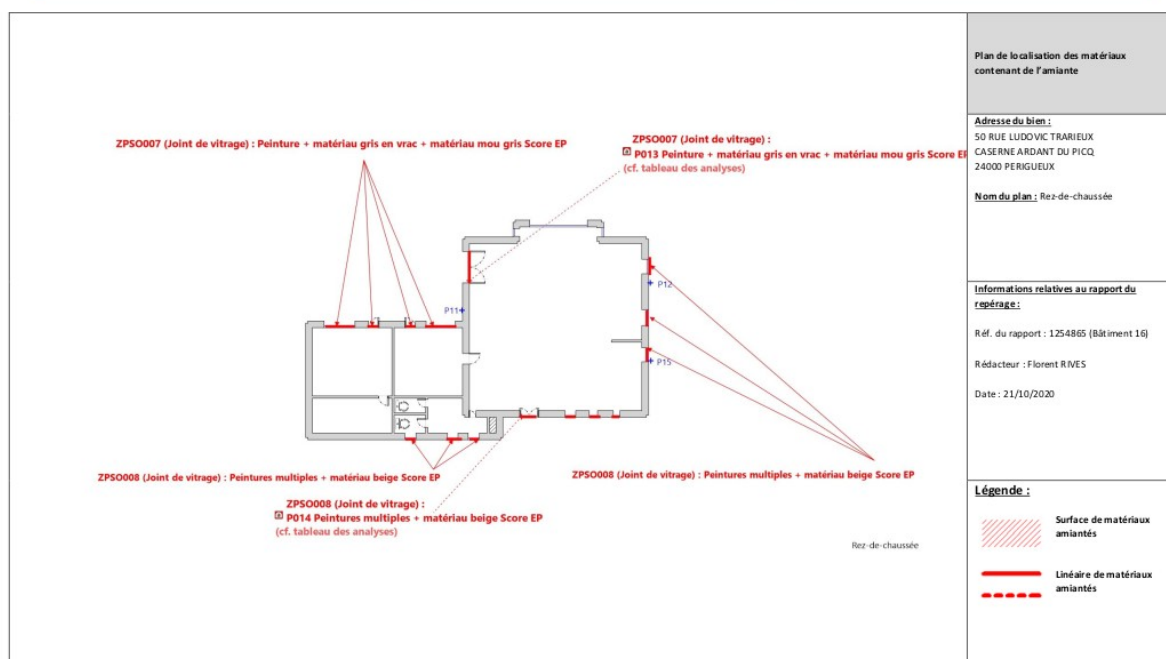 Plan de localisation des matériaux
contenant de l'amiante
Adresse du bien :
50 RUE LUDOVIC TRARIEUX
CASERNE ARDANT DU PICQ
24000 PERIGUEUX
Nom du plan : Rez-de-chaussée
Informations relatives au rapport du
repérage :
Réf. du rapport : 1254865 (Bâtiment 16)
Rédacteur : Florent RIVES
Date : 21/10/2020
Légende :
Surface de matériaux
amiantés
Linéaire de matériaux
amiantés
ZPSO007 (Joint de vitrage) : Peinture + matériau gris en vrac + matériau mou gris Score EP
ZPSO007 (Joint de vitrage) :
P013 Peinture + matériau gris en vrac + matériau mou gris Score EP
(cf. tableau des analyses)
P11
P12
P15
ZPSO008 (Joint de vitrage) : Peintures multiples + matériau beige Score EP
ZPSO008 (Joint de vitrage) : Peintures multiples + matériau beige Score EP
ZPSO008 (Joint de vitrage) :
P014 Peintures multiples + matériau beige Score EP
(cf. tableau des analyses)
Rez-de-chaussée